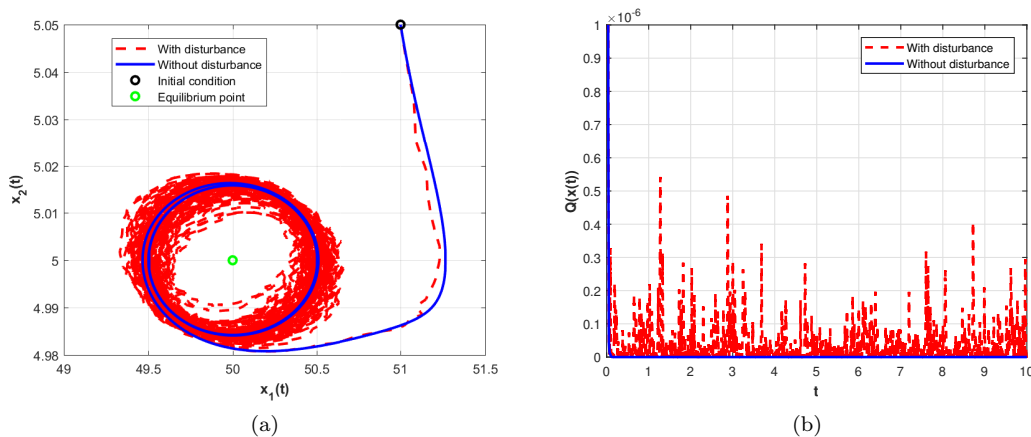 5.05
5.04
5.03
5.02
5.01
5
4.99
4.98
x2(t)
49 49.5 50 50.5 51 51.5
x1(t)
With disturbance
Without disturbance
Initial condition
Equilibrium point
(a)
×10-6
1
0.9
0.8
0.7
0.6
0.5
0.4
0.3
0.2
0.1
0
Q(x(t))
0 1 2 3 4 5 6 7 8 9 10
t
With disturbance
Without disturbance
(b)